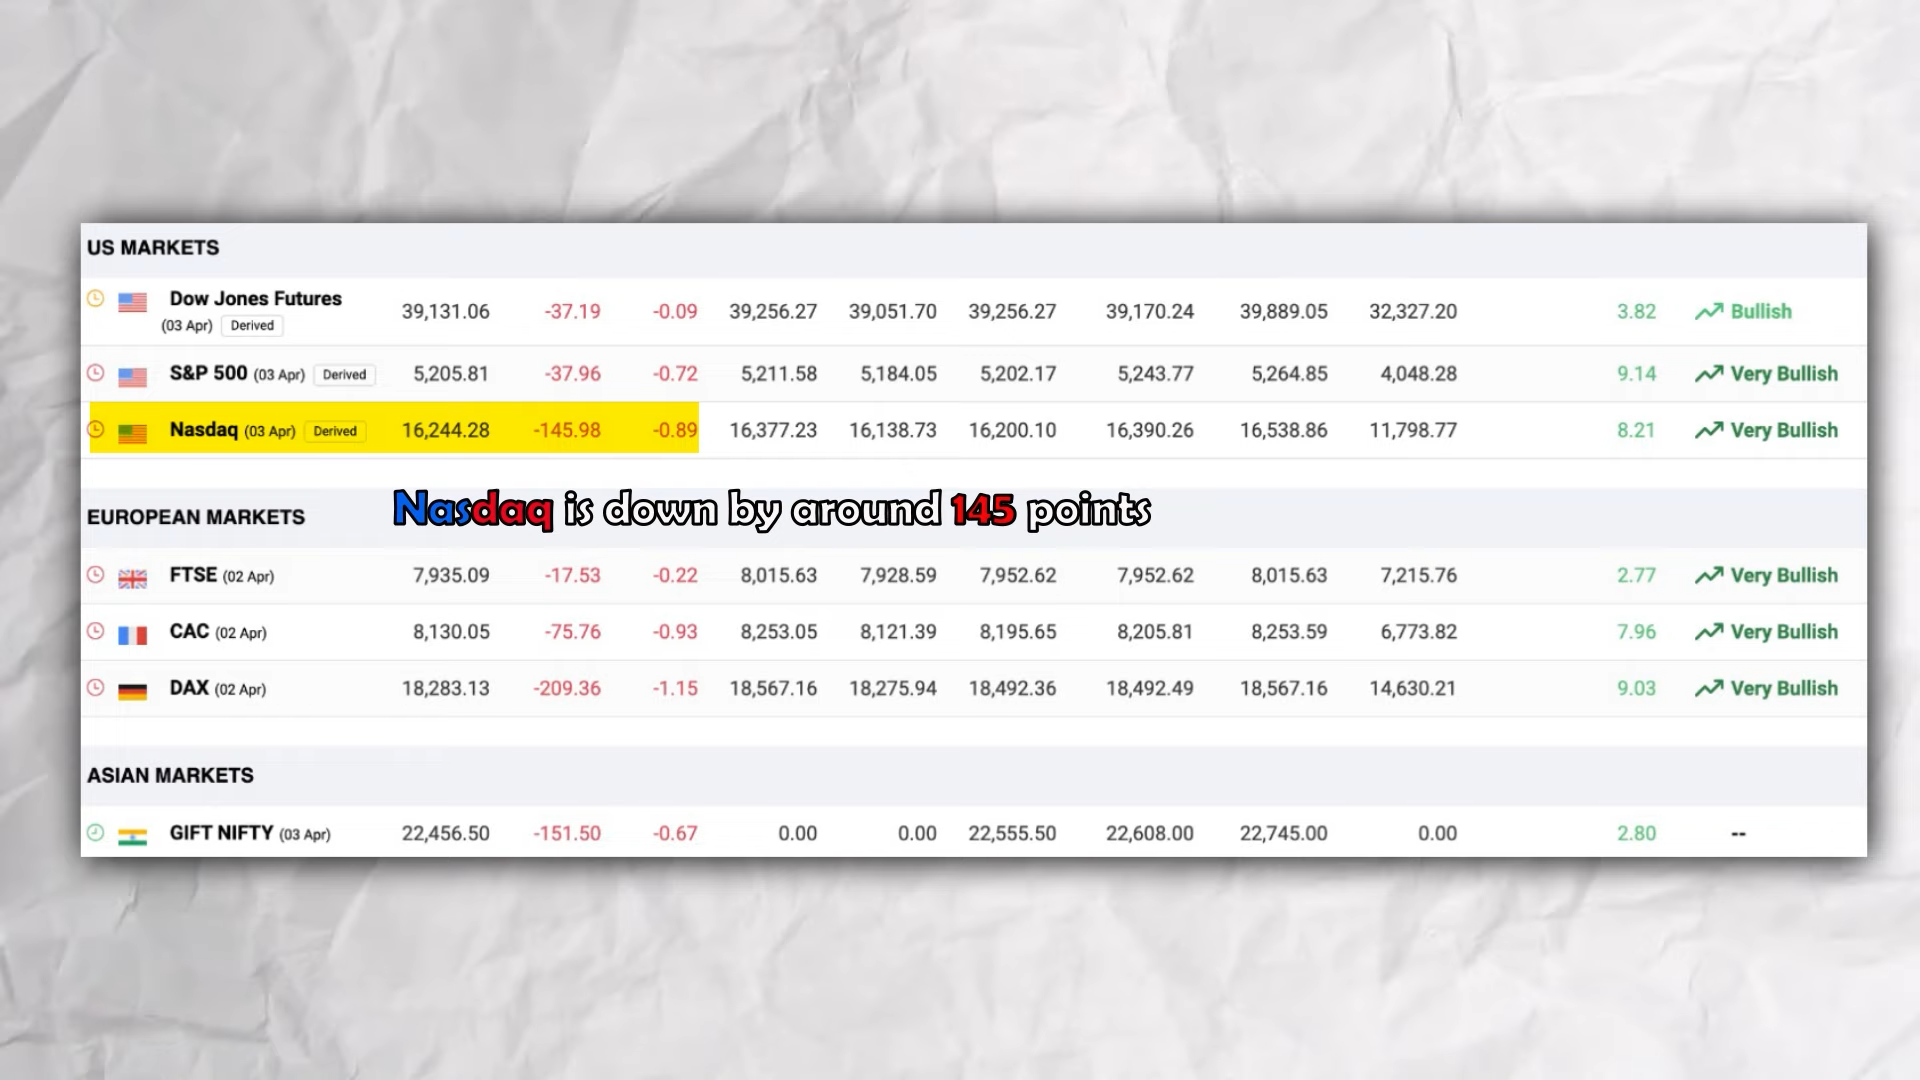 US MARKETS
Dow Jones Futures
(03 Apr) Derived 39,131.06 -37.19 -0.09 39,256.27 39,051.70 39,256.27 39,170.24 39,889.05 32,327.20 3.82 Bullish
S&P 500 (03 Apr) Derived 5,205.81 -37.96 -0.72 5,211.58 5,184.05 5,202.17 5,243.77 5,264.85 4,048.28 9.14 Very Bullish
Nasdaq (03 Apr) Derived 16,244.28 -145.98 -0.89 16,377.23 16,138.73 16,200.10 16,390.26 16,538.86 11,798.77 8.21 Very Bullish
Nasdaq is down by around 145 points
EUROPEAN MARKETS
FTSE (02 Apr) 7,935.09 -17.53 -0.22 8,015.63 7,928.59 7,952.62 7,952.62 8,015.63 7,215.76 2.77 Very Bullish
CAC (02 Apr) 8,130.05 -75.76 -0.93 8,253.05 8,121.39 8,195.65 8,205.81 8,253.59 6,773.82 7.96 Very Bullish
DAX (02 Apr) 18,283.13 -209.36 -1.15 18,567.16 18,275.94 18,492.36 18,492.49 18,567.16 14,630.21 9.03 Very Bullish
ASIAN MARKETS
GIFT NIFTY (03 Apr) 22,456.50 -151.50 -0.67 0.00 0.00 22,555.50 22,608.00 22,745.00 0.00 2.80 --